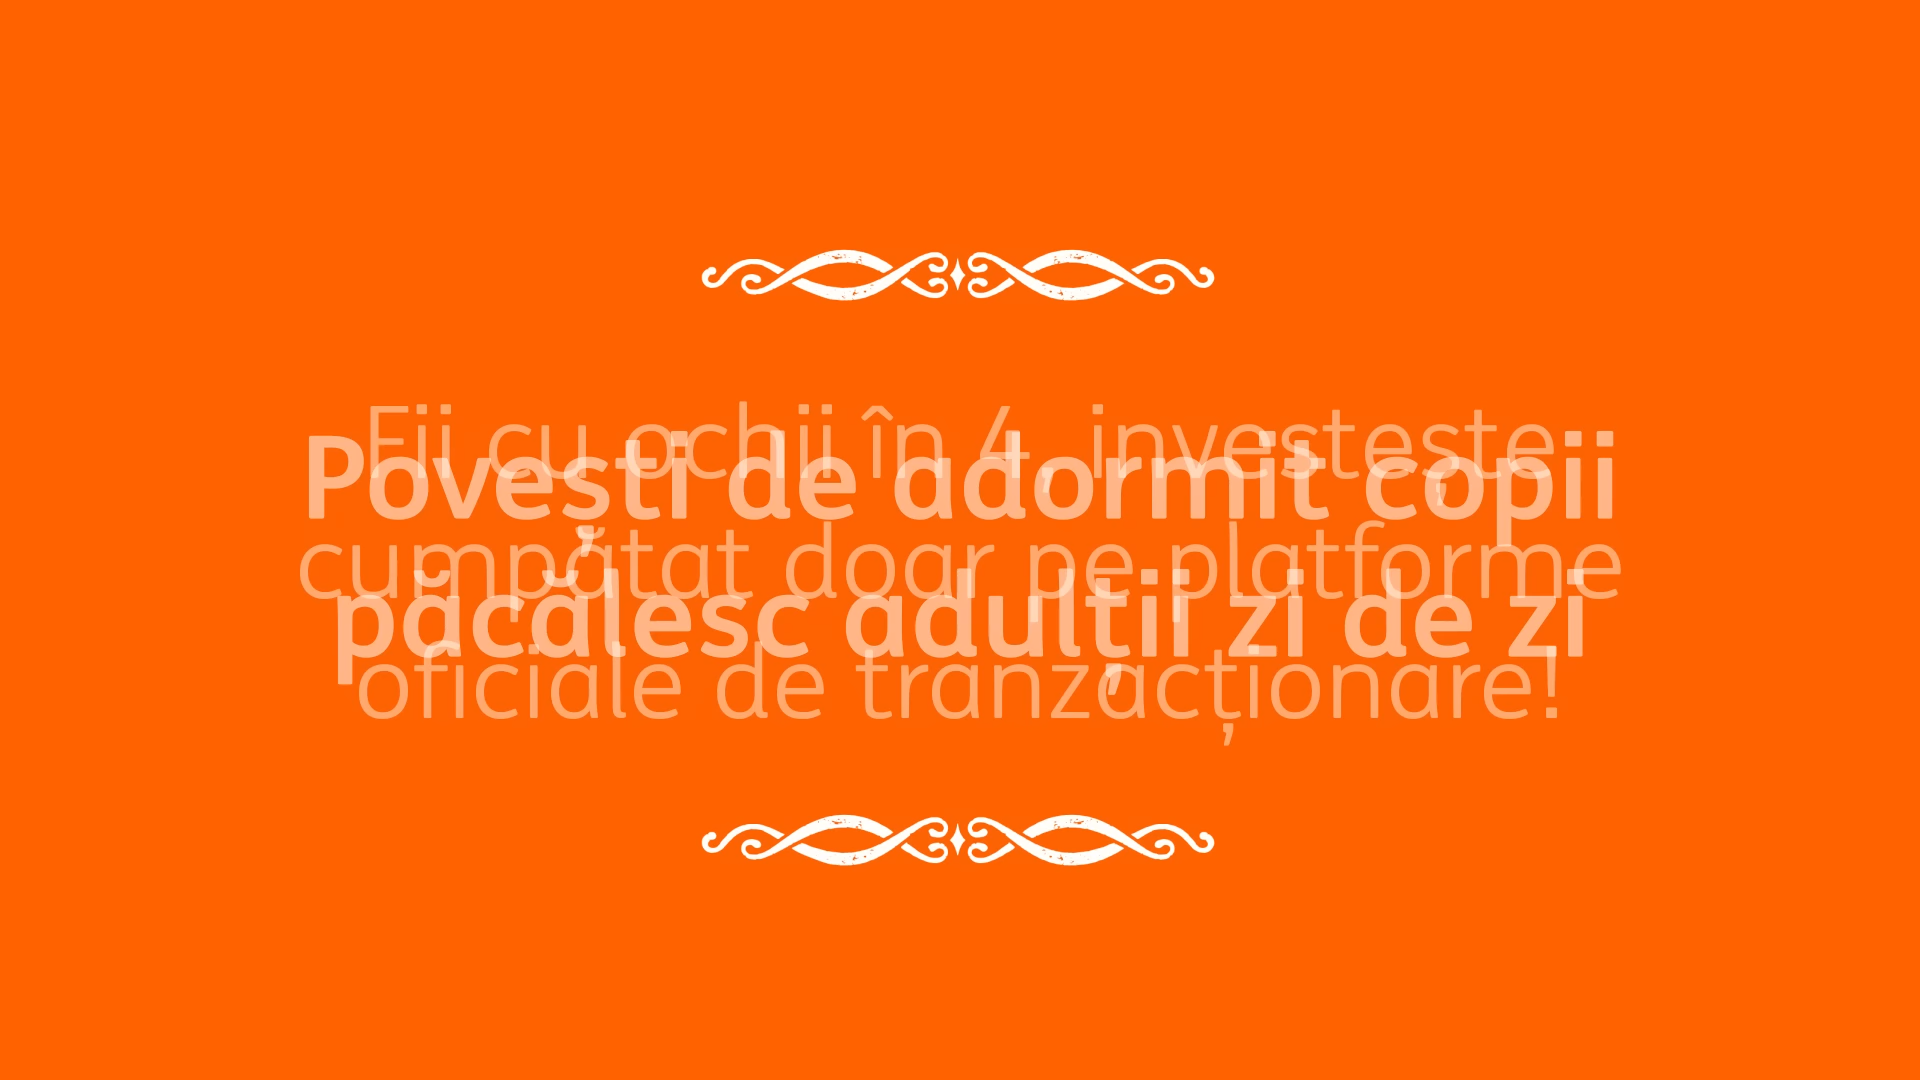 Fii cu ochii în 4, investește
cumpătat doar pe platforme
oficiale de tranzacționare!
Povești de adormit copii
păcălesc adulții zi de zi